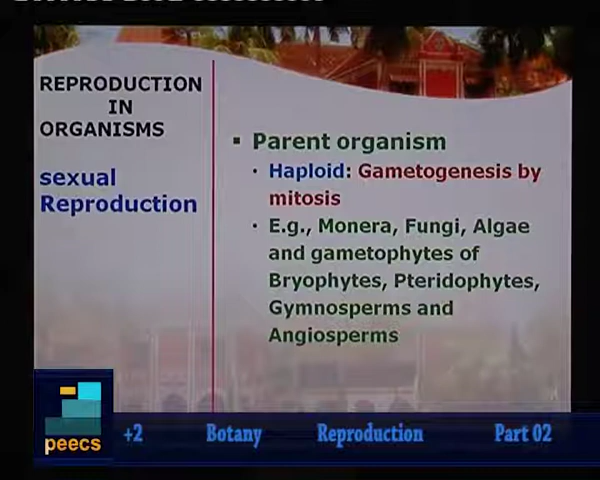 REPRODUCTION
IN
ORGANISMS
sexual
Reproduction
▪ Parent organism
· Haploid: Gametogenesis by
mitosis
· E.g., Monera, Fungi, Algae
and gametophytes of
Bryophytes, Pteridophytes,
Gymnosperms and
Angiosperms
peecs
+2 Botany Reproduction Part 02